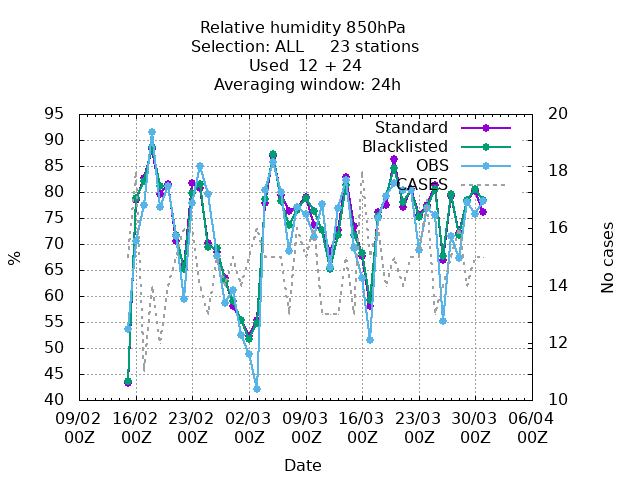 Relative humidity 850hPa
Selection: ALL 23 stations
Used 12 + 24
Averaging window: 24h
Standard
Blacklisted
OBS
CASES
95
90
85
80
75
70
65
60
55
50
45
40
%
20
18
16
14
12
10
No cases
09/02 16/02 23/02 02/03 09/03 16/03 23/03 30/03 06/04
00Z 00Z 00Z 00Z 00Z 00Z 00Z 00Z 00Z
Date